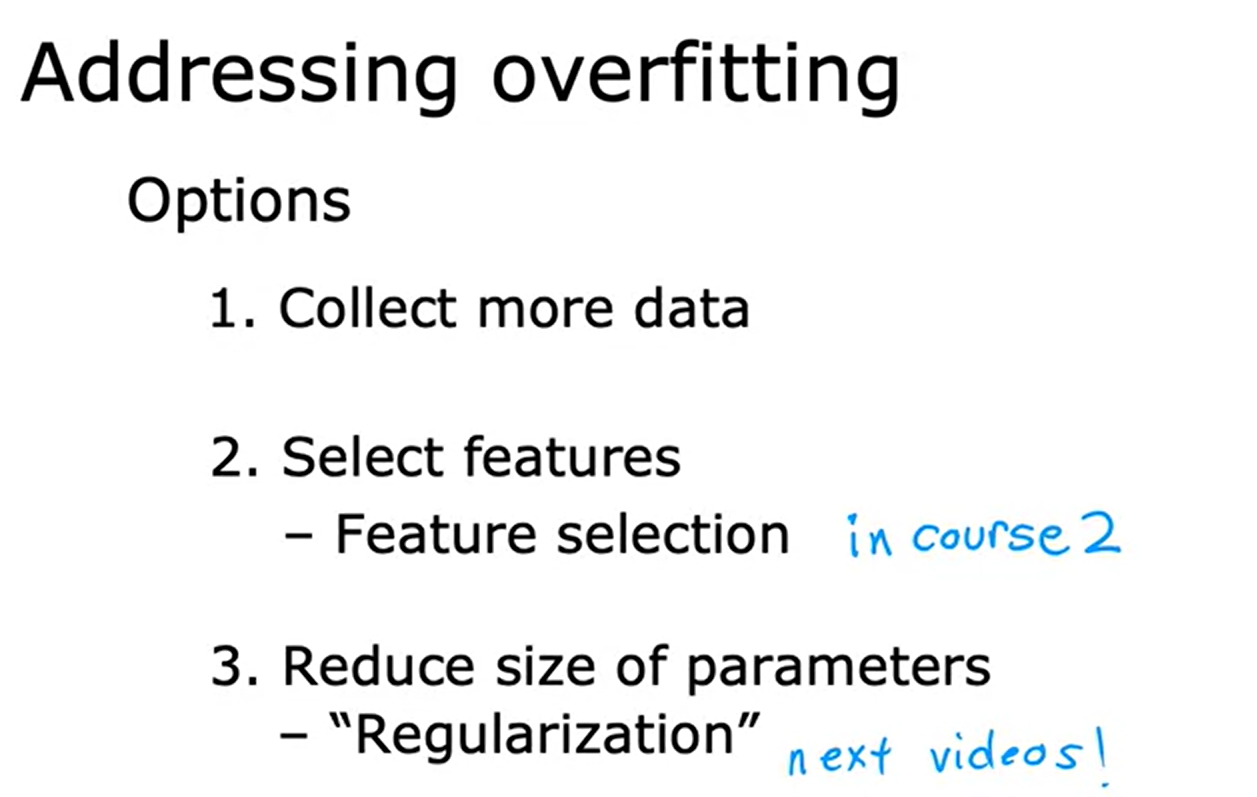 Addressing overfitting
Options
1. Collect more data
2. Select features
– Feature selection in course 2
3. Reduce size of parameters
– “Regularization” next videos!